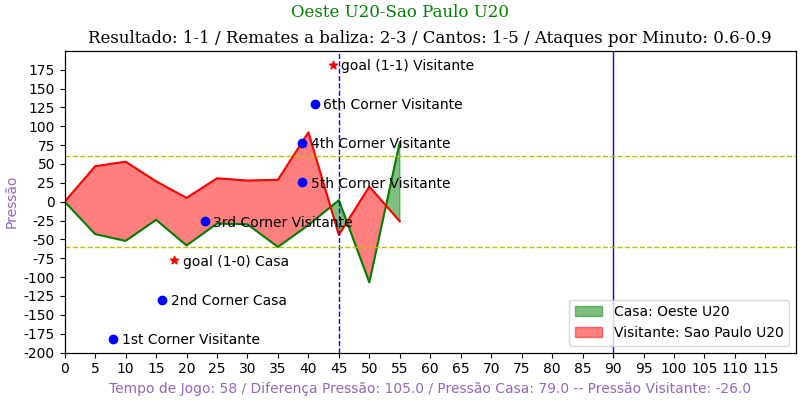 Oeste U20-Sao Paulo U20
Resultado: 1-1 / Remates a baliza: 2-3 / Cantos: 1-5 / Ataques por Minuto: 0.6-0.9
Pressão
175
150
125
100
75
50
25
0
-25
-50
-75
-100
-125
-150
-175
-200
goal (1-1) Visitante
6th Corner Visitante
4th Corner Visitante
5th Corner Visitante
3rd Corner Visitante
goal (1-0) Casa
2nd Corner Casa
1st Corner Visitante
Casa: Oeste U20
Visitante: Sao Paulo U20
0 5 10 15 20 25 30 35 40 45 50 55 60 65 70 75 80 85 90 95 100 105 110 115
Tempo de Jogo: 58 / Diferença Pressão: 105.0 / Pressão Casa: 79.0 -- Pressão Visitante: -26.0